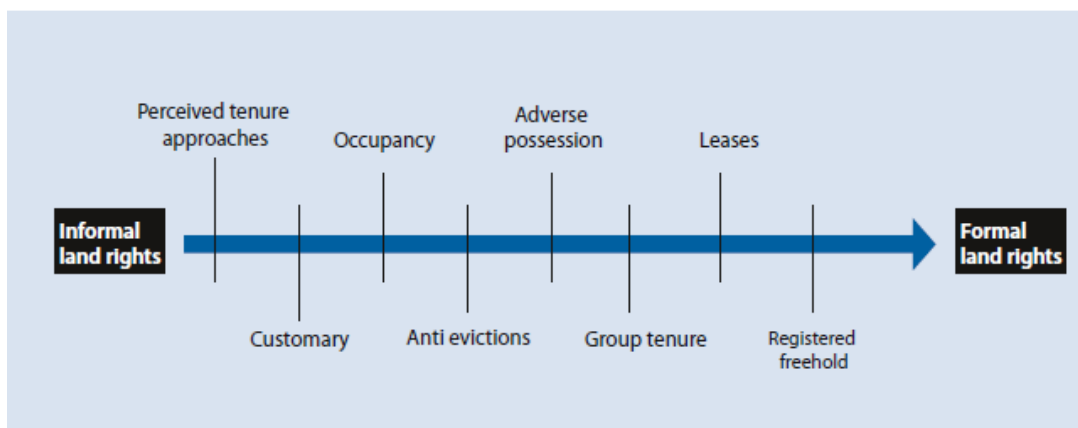 Perceived tenure
approaches
Occupancy
Adverse
possession
Leases
Informal
land rights
Formal
land rights
Customary
Anti evictions
Group tenure
Registered
freehold